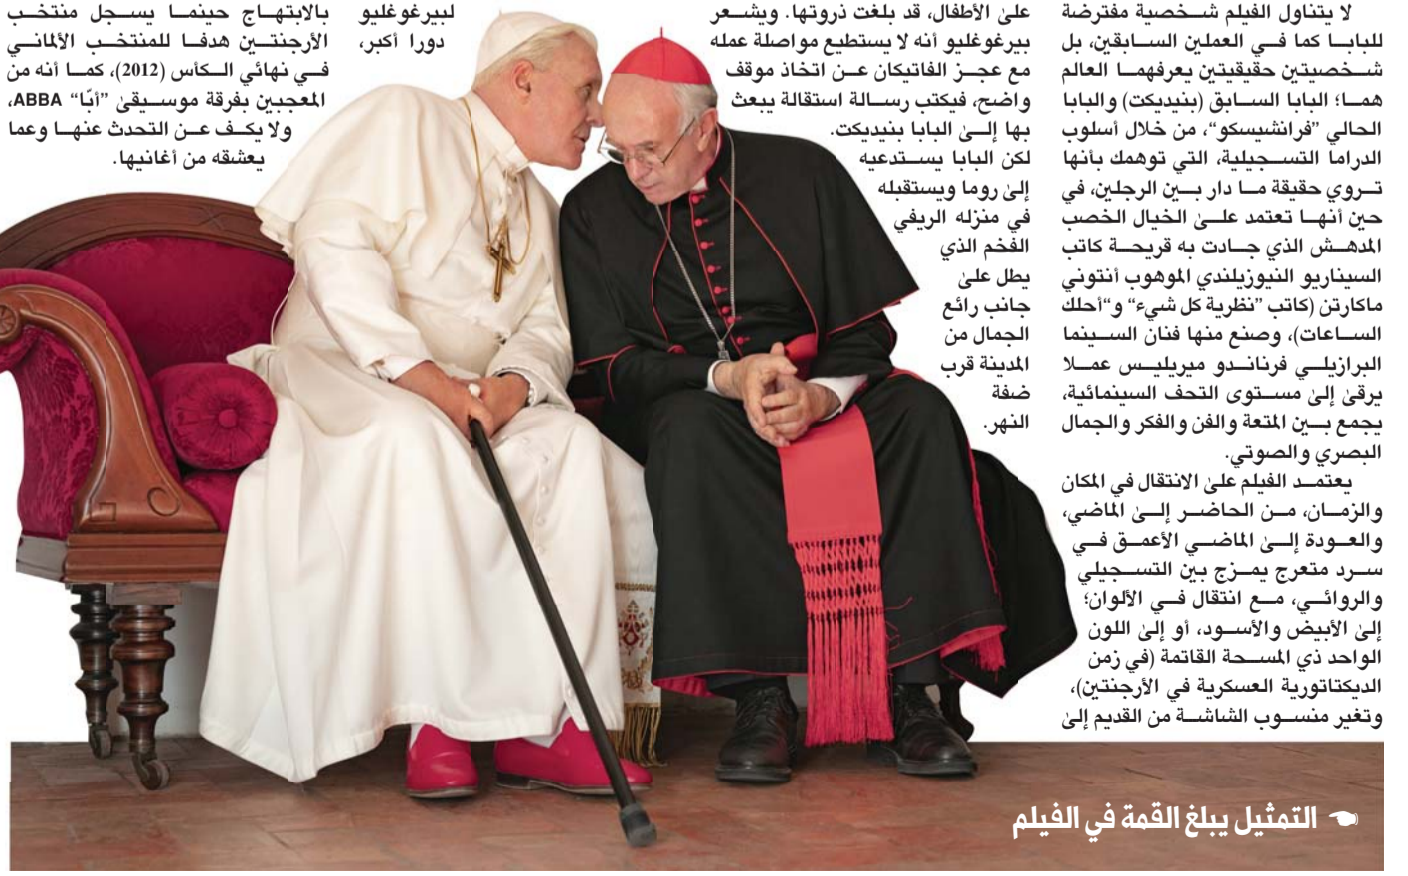 لا يتناول الفيلم شخصية مفترضة
للبابا كما في العملين السابقين، بل
شخصيتين حقيقيتين يعرفهما العالم
هما؛ البابا السابق (بنيديكت) والبابا
الحالي ”فرانشيسكو“، من خلال أسلوب
الدراما التسجيلية، التي توهمك بأنها
تروي حقيقة ما دار بين الرجلين، في
حين أنها تعتمد على الخيال الخصب
المدهش الذي جادت به قريحة كاتب
السيناريو النيوزيلندي الموهوب أنتوني
ماكارتن (كاتب ”نظرية كل شيء“ و“أحلك
الساعات)، وصنع منها فنان السينما
البرازيلي فرناندو ميريليس عملا
يرقى إلى مستوى التحف السينمائية،
يجمع بين المتعة والفن والفكر والجمال
البصري والصوتي.
يعتمد الفيلم على الانتقال في المكان
والزمان، من الحاضر إلى الماضي،
والعودة إلى الماضي الأعمق في
سرد متعرج يمزج بين التسجيلي
والروائي، مع انتقال في الألوان؛
إلى الأبيض والأسود، أو إلى اللون
الواحد ذي المسحة القاتمة (في زمن
الديكتاتورية العسكرية في الأرجنتين)،
وتغير منسوب الشاشة من القديم إلى
على الأطفال، قد بلغت ذروتها. ويشعر
بيرغوغليو أنه لا يستطيع مواصلة عمله
مع عجز الفاتيكان عن اتخاذ موقف
واضح، فيكتب رسالة استقالة يبعث
بها إلى البابا بنيديكت.
لكن البابا يستدعيه
إلى روما ويستقبله
في منزله الريفي
الفخم الذي
يطل على
جانب رائع
الجمال من
المدينة قرب
ضفة
النهر.
لبيرغوغليو
دورا أكبر،
بالابتهاج حينما يسجل منتخب
الأرجنتين هدفا للمنتخب الألماني
في نهائي الكأس (2012)، كما أنه من
المعجبين بفرقة موسيقى ”أبّا“ ABBA،
ولا يكف عن التحدث عنها وعما
يعشقه من أغانيها.
التمثيل يبلغ القمة في الفيلم